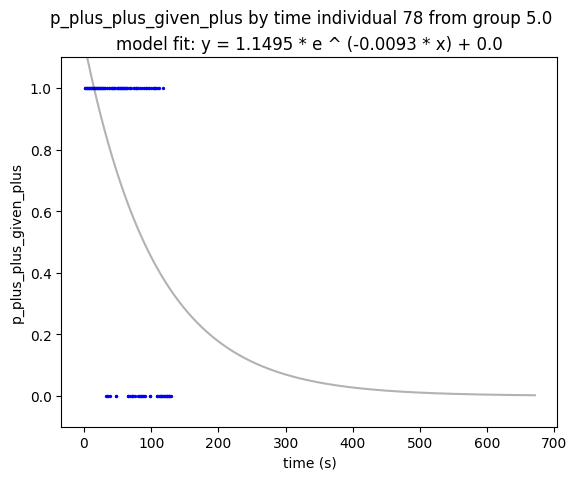 p_plus_plus_given_plus by time individual 78 from group 5.0
model fit: y = 1.1495 * e ^ (-0.0093 * x) + 0.0
1.0
0.8
0.6
0.4
0.2
0.0
p_plus_plus_given_plus
0 100 200 300 400 500 600 700
time (s)